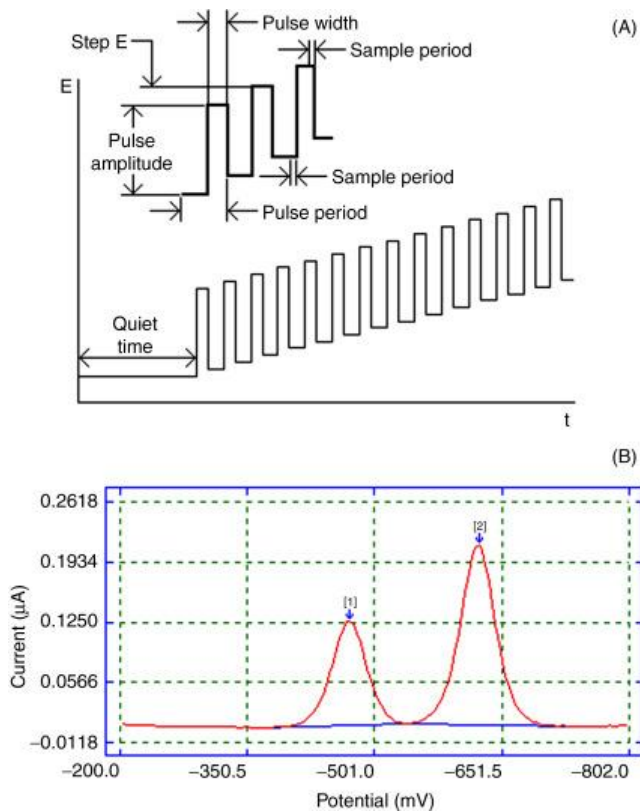 (A)
Pulse width
Step E
Sample period
E
Pulse
amplitude
Sample period
Pulse period
Quiet
time
t
(B)
[2]
[1]
0.2618
0.1934
0.1250
0.0566
−0.0118
Current (μA)
−200.0 −350.5 −501.0 −651.5 −802.0
Potential (mV)